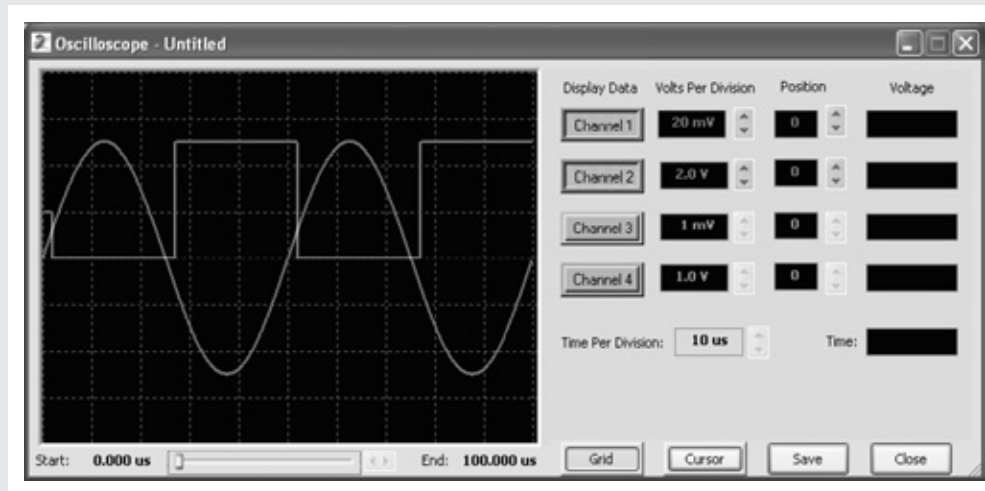 Oscilloscope - Untitled
Display Data Volts Per Division Position Voltage
Channel 1 20 mV 0
Channel 2 2.0 V 0
Channel 3 1 mV 0
Channel 4 1.0 V 0
Time Per Division: 10 us Time:
Start: 0.000 us End: 100.000 us Grid Cursor Save Close